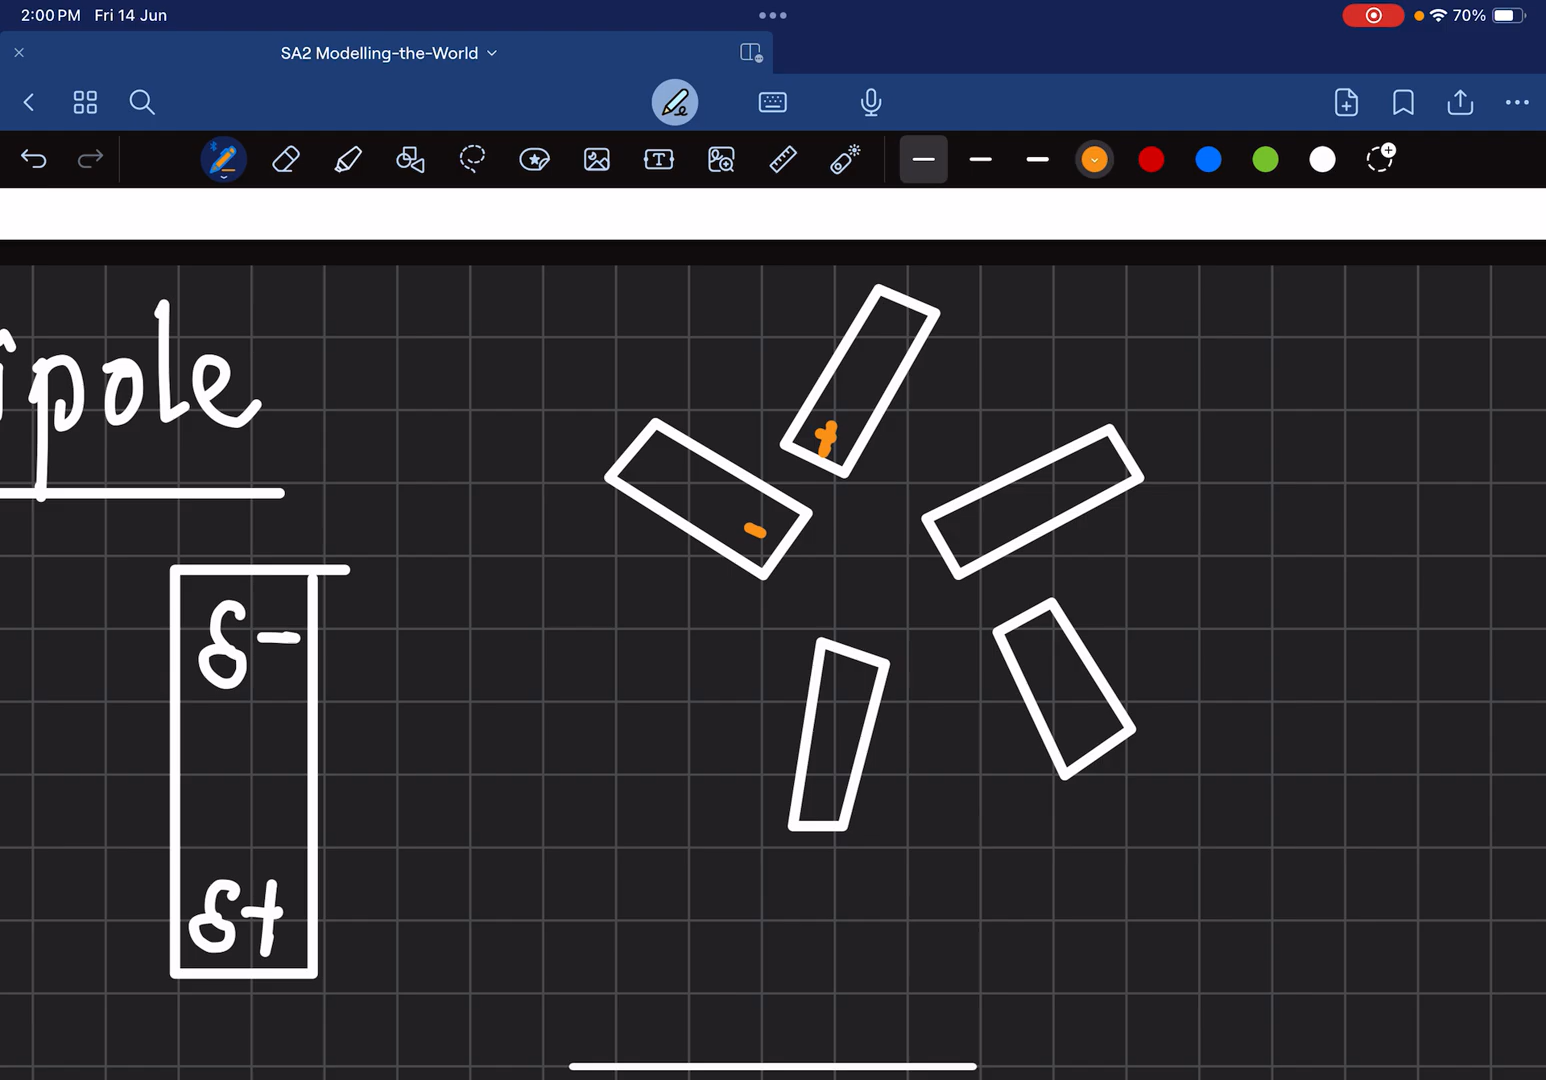 2:00 PM Fri 14 Jun
70%
SA2 Modelling-the-World
T
ipole
δ-
δ+
+
-